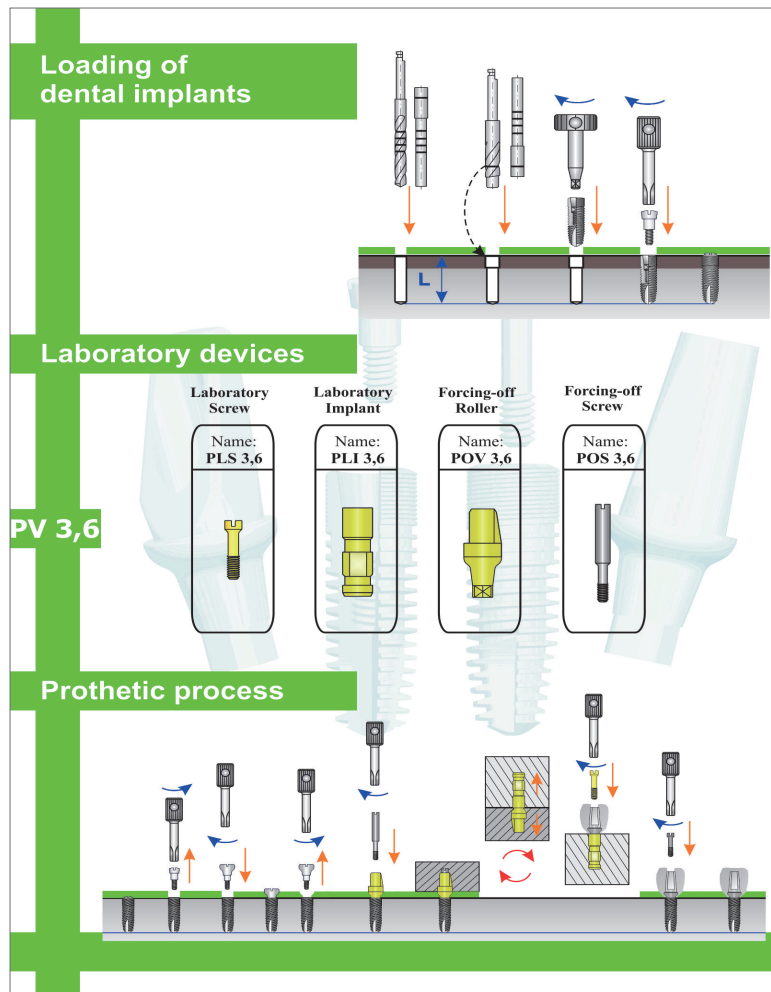 Loading of
dental implants
L
Laboratory devices
Laboratory
Screw
Name:
PLS 3,6
Laboratory
Implant
Name:
PLI 3,6
Forcing-off
Roller
Name:
POV 3,6
Forcing-off
Screw
Name:
POS 3,6
PV 3,6
Prothetic process